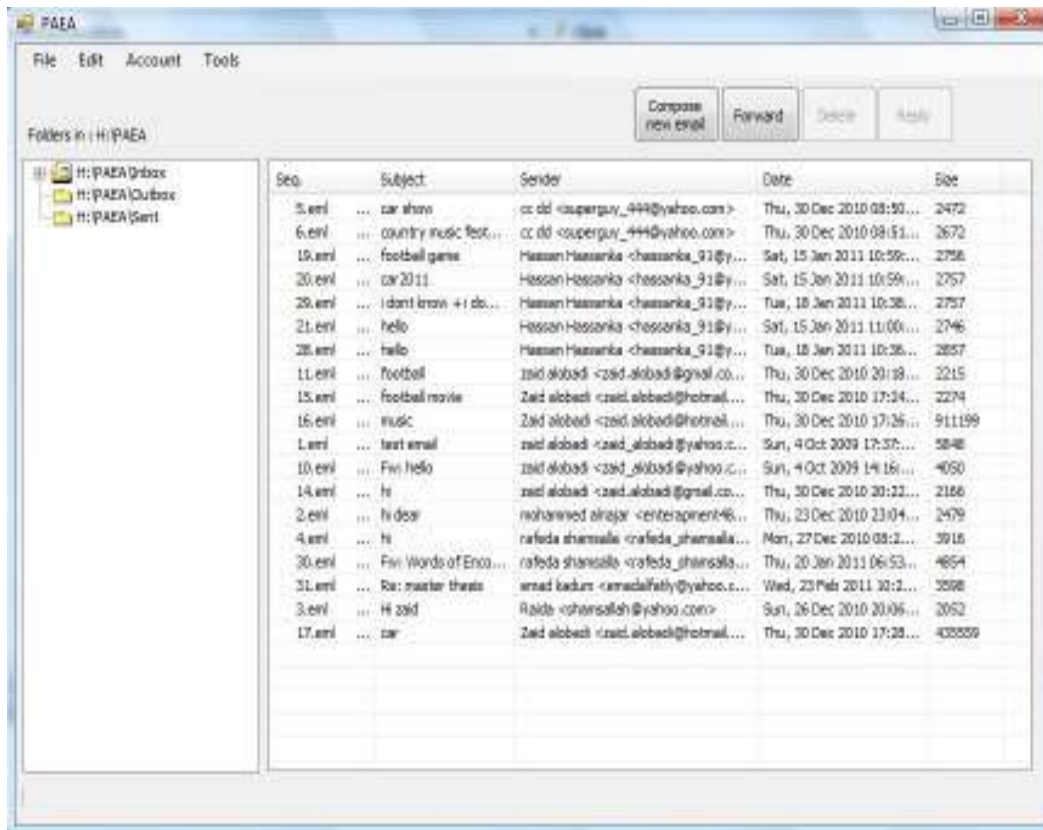 PAEA
File Edit Account Tools
Compose new email Forward Delete Reply
Folders in : H:\PAEA
H:\PAEA\Inbox
H:\PAEA\Outbox
H:\PAEA\Sent
Seq. Subject Sender Date Size
5.eml ... car show cc dd <superguy_444@yahoo.com> Thu, 30 Dec 2010 08:50... 2472
6.eml ... country music fest... cc dd <superguy_444@yahoo.com> Thu, 30 Dec 2010 08:51... 2672
19.eml ... football game Hassan Hassanka <hassanka_91@y... Sat, 15 Jan 2011 10:59:... 2756
20.eml ... car2011 Hassan Hassanka <hassanka_91@y... Sat, 15 Jan 2011 10:59:... 2757
29.eml ... i dont know + i do... Hassan Hassanka <hassanka_91@y... Tue, 18 Jan 2011 10:38... 2757
21.eml ... hello Hassan Hassanka <hassanka_91@y... Sat, 15 Jan 2011 11:00:... 2746
28.eml ... hello Hassan Hassanka <hassanka_91@y... Tue, 18 Jan 2011 10:36... 2857
11.eml ... football zaid alobadi <zaid.alobadi@gmail.co... Thu, 30 Dec 2010 20:18... 2215
15.eml ... football movie Zaid alobadi <zaid.alobadi@hotmail.... Thu, 30 Dec 2010 17:24... 2274
16.eml ... music Zaid alobadi <zaid.alobadi@hotmail.... Thu, 30 Dec 2010 17:26... 911199
1.eml ... test email zaid alobadi <zaid_alobadi@yahoo.c... Sun, 4 Oct 2009 17:37:... 5848
10.eml ... Fw: hello zaid alobadi <zaid_alobadi@yahoo.c... Sun, 4 Oct 2009 14:16:... 4050
14.eml ... hi zaid alobadi <zaid.alobadi@gmail.co... Thu, 30 Dec 2010 20:22... 2166
2.eml ... hi dear mohammed alnajar Thu, 23 Dec 2010 23:04... 2479
4.eml ... hi rafeda shamsalla <rafeda_shamsalla... Mon, 27 Dec 2010 08:2... 3916
30.eml ... Fw: Words of Enco... rafeda shamsalla <rafeda_shamsalla... Thu, 20 Jan 2011 06:53... 4854
31.eml ... Re: master thesis emad kadum <emadalfatly@yahoo.c... Wed, 23 Feb 2011 10:2... 3598
3.eml ... Hi zaid Raida <shamsallah@yahoo.com> Sun, 26 Dec 2010 20:06... 2052
17.eml ... car Zaid alobadi <zaid.alobadi@hotmail.... Thu, 30 Dec 2010 17:28... 435559